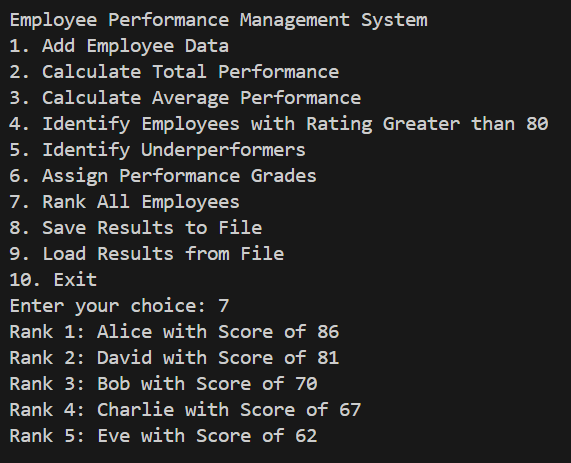 Employee Performance Management System
1. Add Employee Data
2. Calculate Total Performance
3. Calculate Average Performance
4. Identify Employees with Rating Greater than 80
5. Identify Underperformers
6. Assign Performance Grades
7. Rank All Employees
8. Save Results to File
9. Load Results from File
10. Exit
Enter your choice: 7
Rank 1: Alice with Score of 86
Rank 2: David with Score of 81
Rank 3: Bob with Score of 70
Rank 4: Charlie with Score of 67
Rank 5: Eve with Score of 62